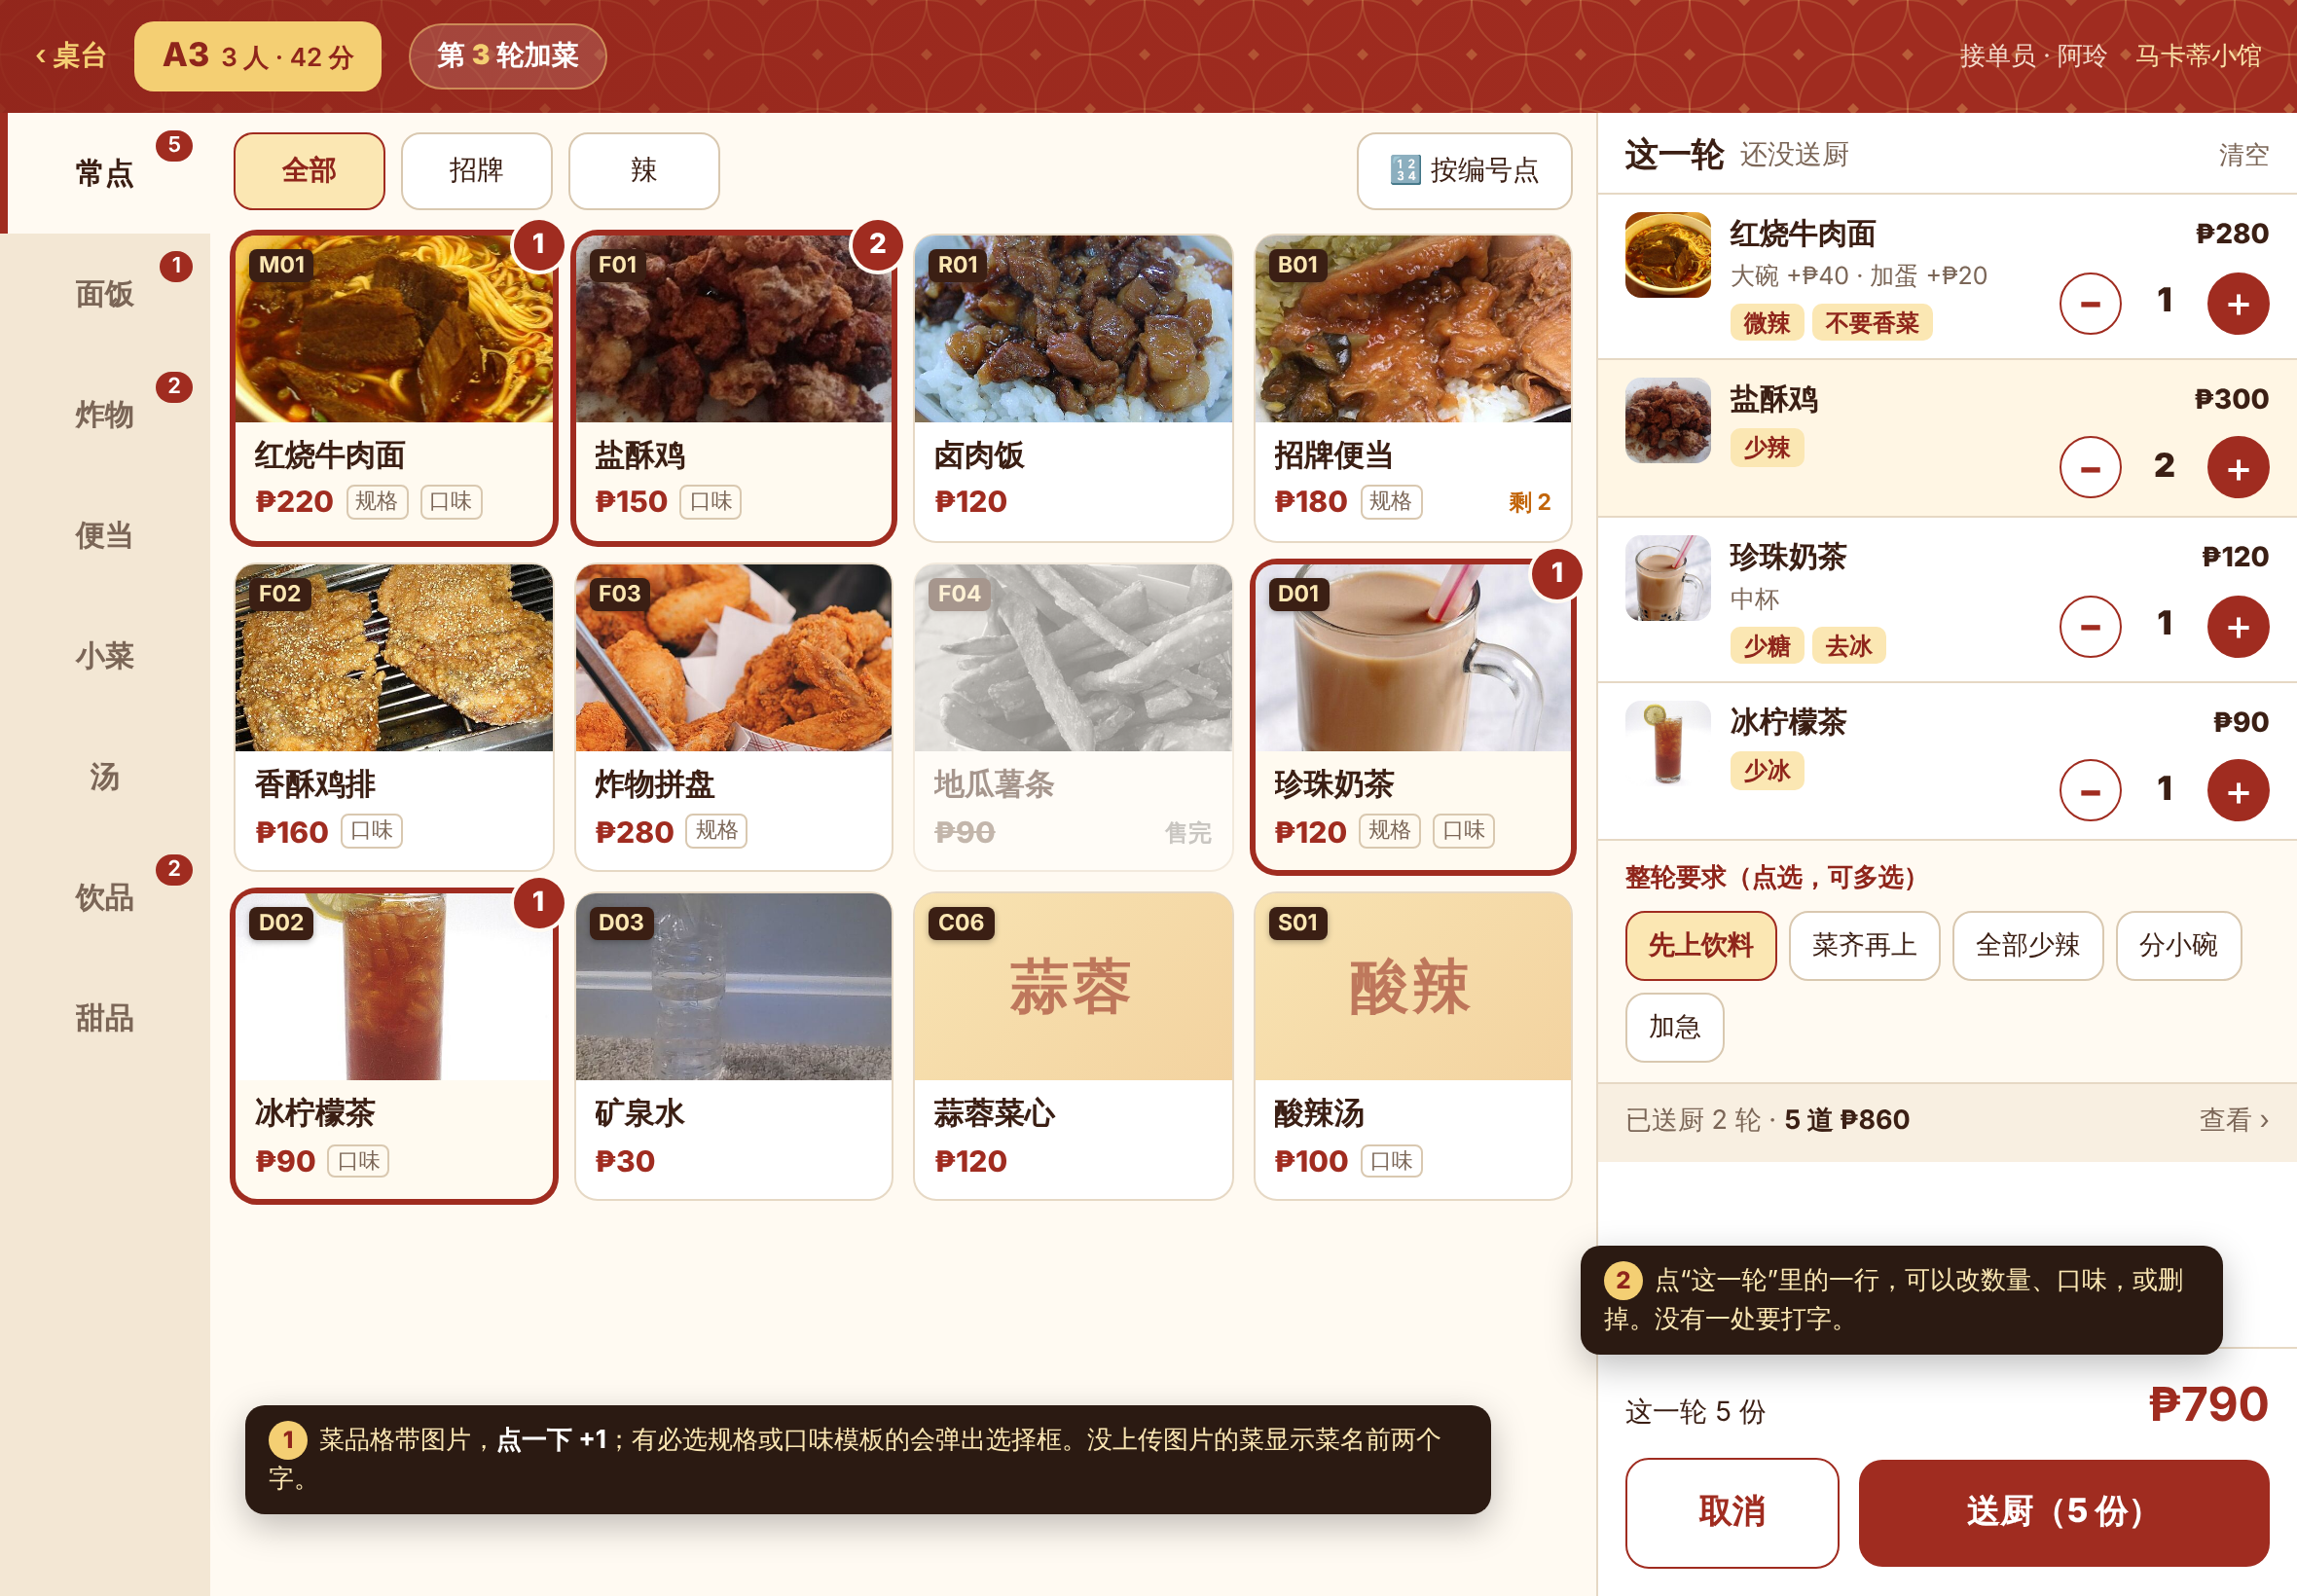 ‹ 桌台
A3 3 人 · 42 分
第 3 轮加菜
接单员 · 阿玲
马卡蒂小馆
常点
5
面饭
1
炸物
2
便当
小菜
汤
饮品
2
甜品
全部
招牌
辣
🔢 按编号点
M01
1
红烧牛肉面
₱220 规格 口味
F01
2
盐酥鸡
₱150 口味
R01
卤肉饭
₱120
B01
招牌便当
₱180 规格 剩 2
F02
香酥鸡排
₱160 口味
F03
炸物拼盘
₱280 规格
F04
地瓜薯条
₱90 售完
D01
1
珍珠奶茶
₱120 规格 口味
D02
1
冰柠檬茶
₱90 口味
D03
矿泉水
₱30
C06
蒜蓉
蒜蓉菜心
₱120
S01
酸辣
酸辣汤
₱100 口味
1 菜品格带图片，点一下 +1；有必选规格或口味模板的会弹出选择框。没上传图片的菜显示菜名前两个
字。
这一轮 还没送厨 清空
红烧牛肉面 ₱280
大碗 +₱40 · 加蛋 +₱20
微辣 不要香菜
− 1 +
盐酥鸡 ₱300
少辣
− 2 +
珍珠奶茶 ₱120
中杯
少糖 去冰
− 1 +
冰柠檬茶 ₱90
少冰
− 1 +
整轮要求（点选，可多选）
先上饮料 菜齐再上 全部少辣 分小碗
加急
已送厨 2 轮 · 5 道 ₱860 查看 ›
2 点“这一轮”里的一行，可以改数量、口味，或删
掉。没有一处要打字。
这一轮 5 份 ₱790
取消 送厨（5 份）